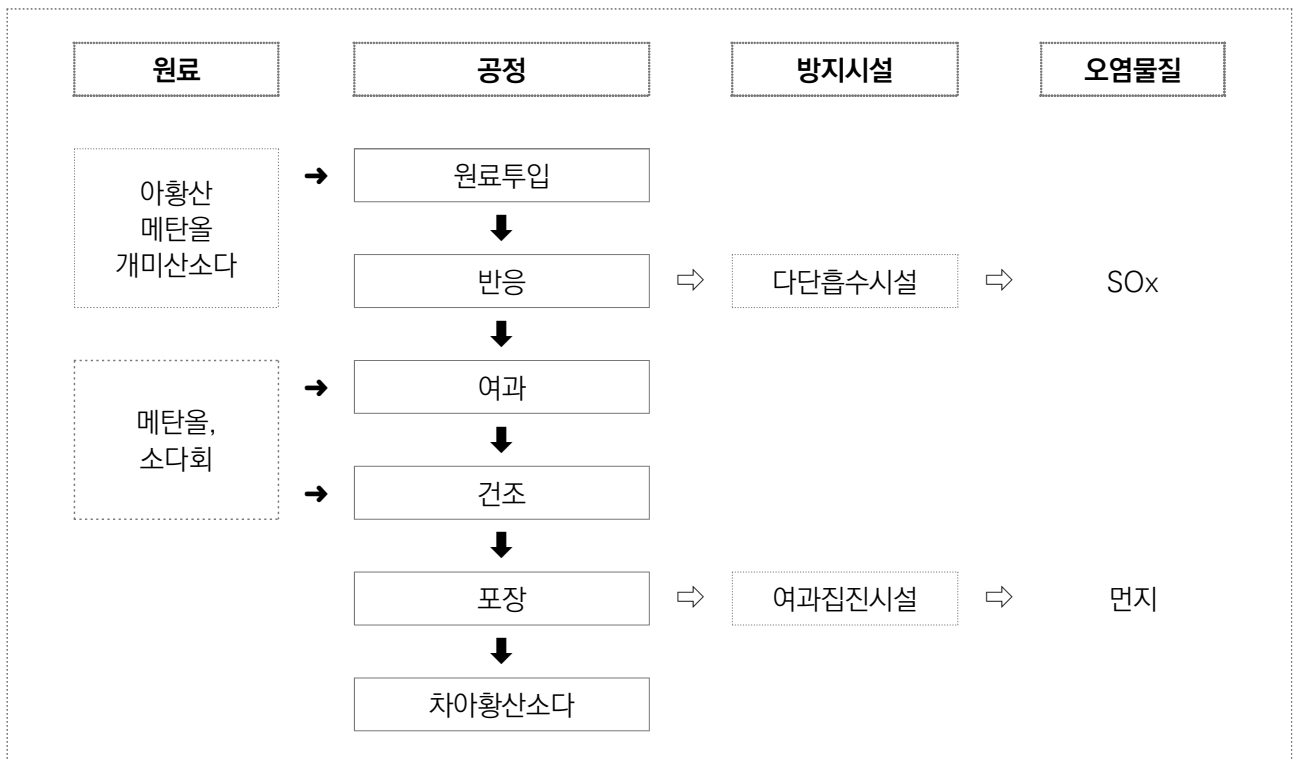 원료 공정 방지시설 오염물질
아황산
메탄올
개미산소다
원료투입
반응 다단흡수시설 SOx
메탄올,
소다회
여과
건조
포장 여과집진시설 먼지
차아황산소다